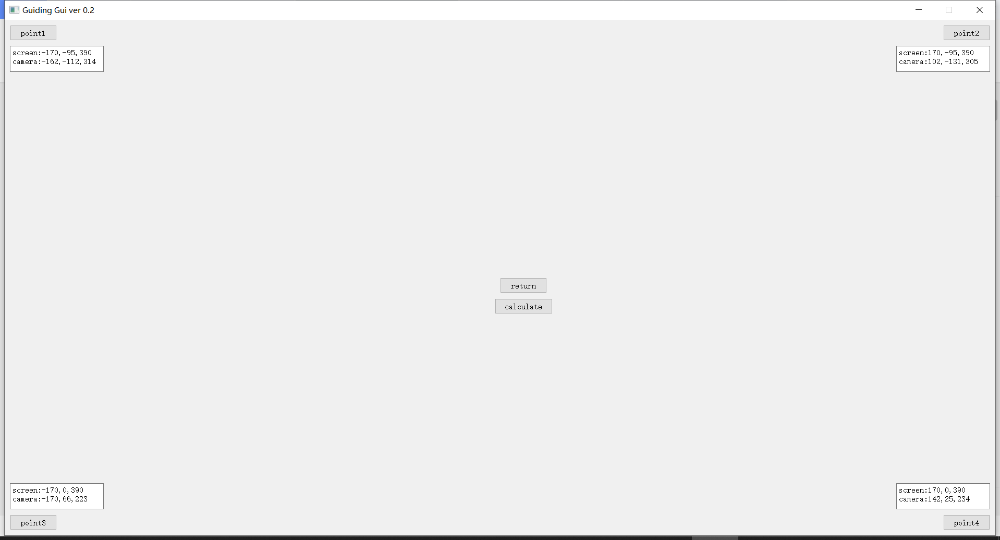 Guiding Gui ver 0.2
point1
point2
screen:-170,-95,390
camera:-162,-112,314
screen:170,-95,390
camera:102,-131,305
return
calculate
screen:-170,0,390
camera:-170,66,223
screen:170,0,390
camera:142,25,234
point3
point4